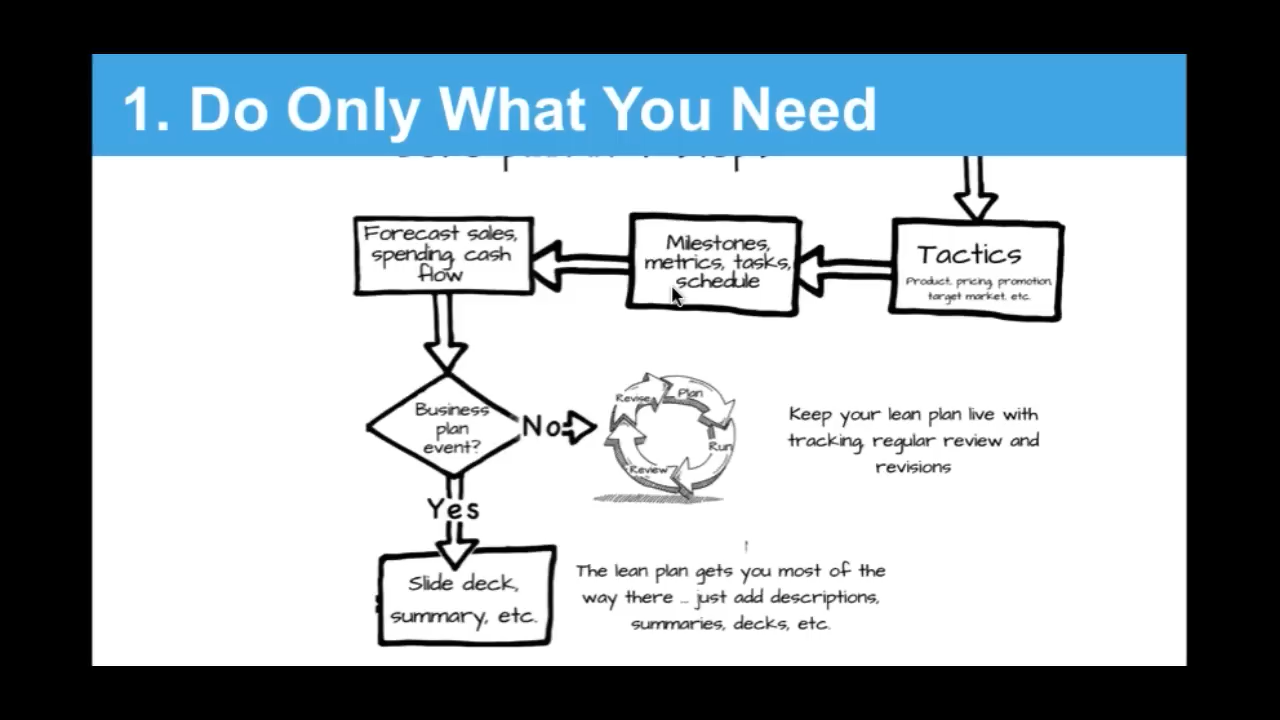 1. Do Only What You Need
Forecast sales,
spending, cash
flow
Milestones,
metrics, tasks,
schedule
Tactics
Product, pricing, promotion,
target market, etc.
Business
plan
event?
No
Revise
Plan
Run
Review
Keep your lean plan live with
tracking, regular review and
revisions
Yes
Slide deck,
summary, etc.
The lean plan gets you most of the
way there ... just add descriptions,
summaries, decks, etc.